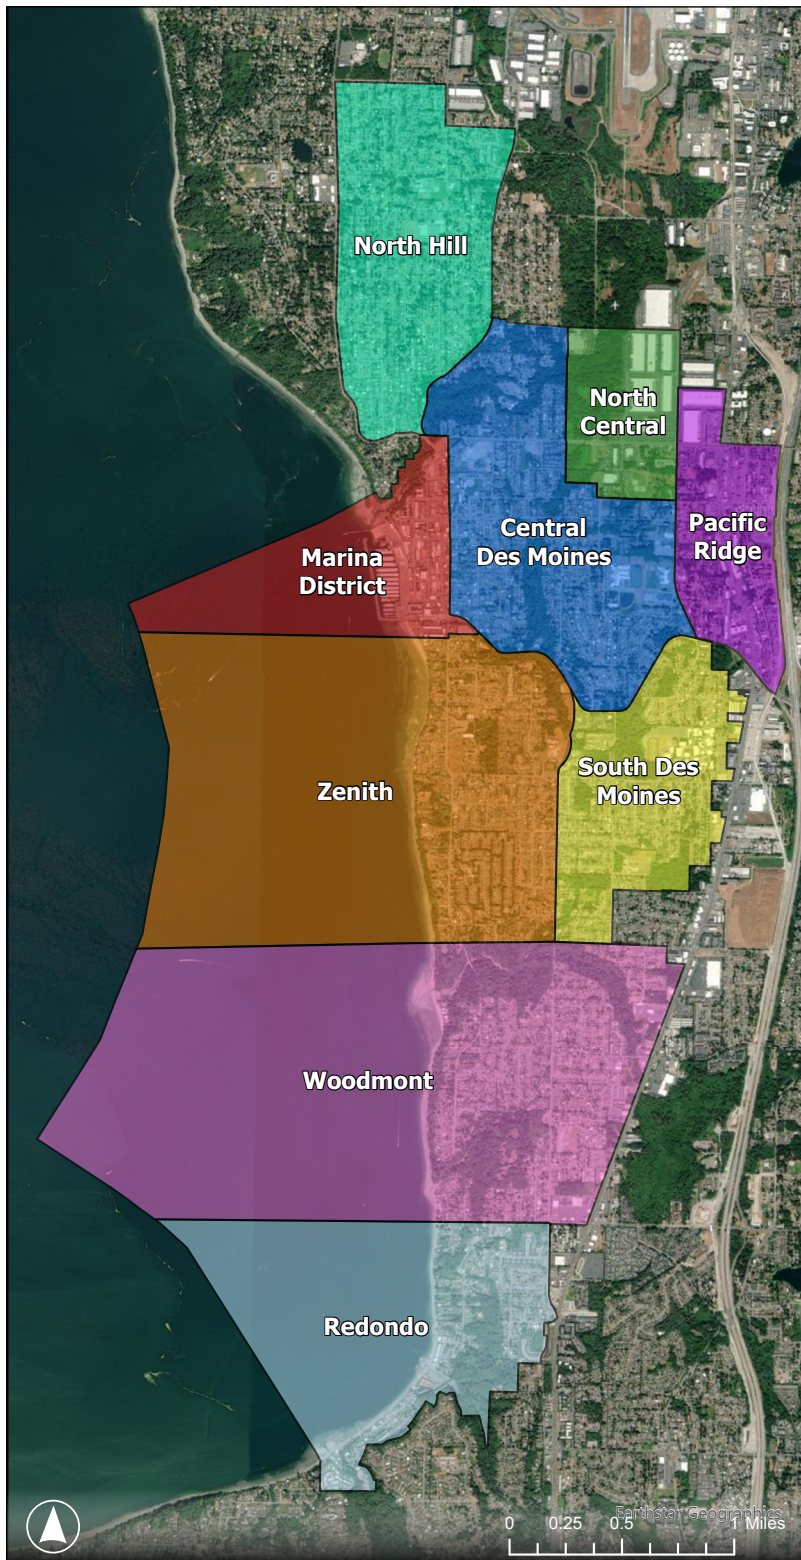 North Hill
North
Central
Pacific
Ridge
Central
Des Moines
Marina
District
South Des
Moines
Zenith
Woodmont
Redondo
Earthstar Geographics
0 0.25 0.5 1 Miles